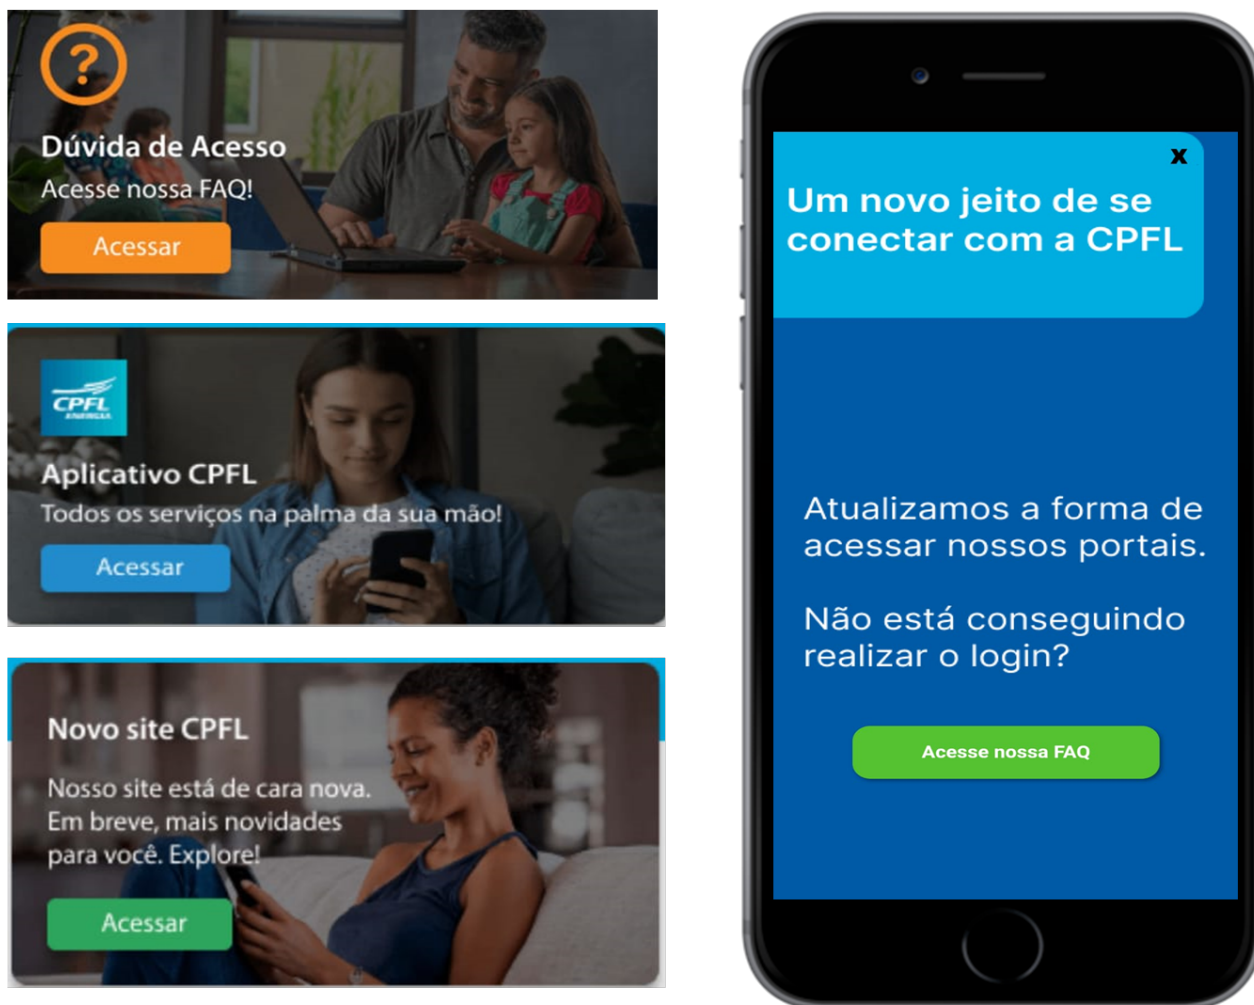 ?
Dúvida de Acesso
Acesse nossa FAQ!
Acessar
CPFL
ENERGIA
Aplicativo CPFL
Todos os serviços na palma da sua mão!
Acessar
Novo site CPFL
Nosso site está de cara nova.
Em breve, mais novidades
para você. Explore!
Acessar
x
Um novo jeito de se
conectar com a CPFL
Atualizamos a forma de
acessar nossos portais.
Não está conseguindo
realizar o login?
Acesse nossa FAQ